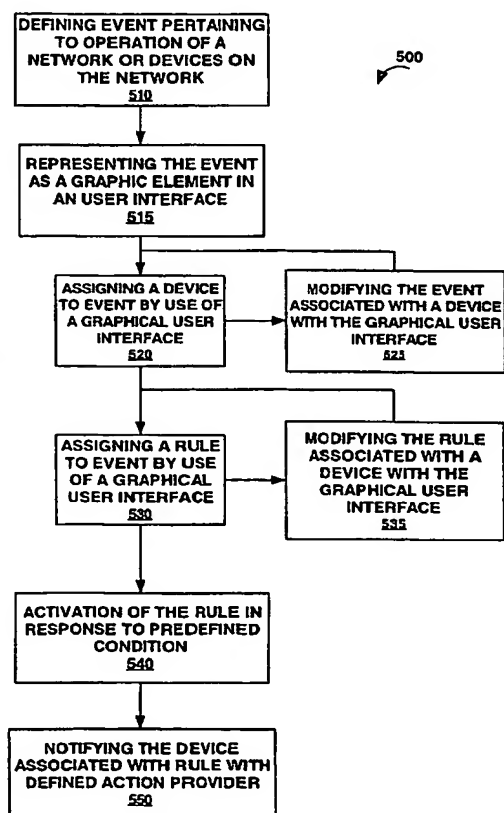 DEFINING EVENT PERTAINING
TO OPERATION OF A
NETWORK OR DEVICES ON
THE NETWORK
510
500
REPRESENTING THE EVENT
AS A GRAPHIC ELEMENT IN
AN USER INTERFACE
515
ASSIGNING A DEVICE
TO EVENT BY USE OF
A GRAPHICAL USER
INTERFACE
520
MODIFYING THE EVENT
ASSOCIATED WITH A DEVICE
WITH THE GRAPHICAL USER
INTERFACE
525
ASSIGNING A RULE
TO EVENT BY USE
OF A GRAPHICAL
USER INTERFACE
530
MODIFYING THE RULE
ASSOCIATED WITH A
DEVICE WITH THE
GRAPHICAL USER
INTERFACE
535
ACTIVATION OF THE RULE IN
RESPONSE TO PREDEFINED
CONDITION
540
NOTIFYING THE DEVICE
ASSOCIATED WITH RULE WITH
DEFINED ACTION PROVIDER
550